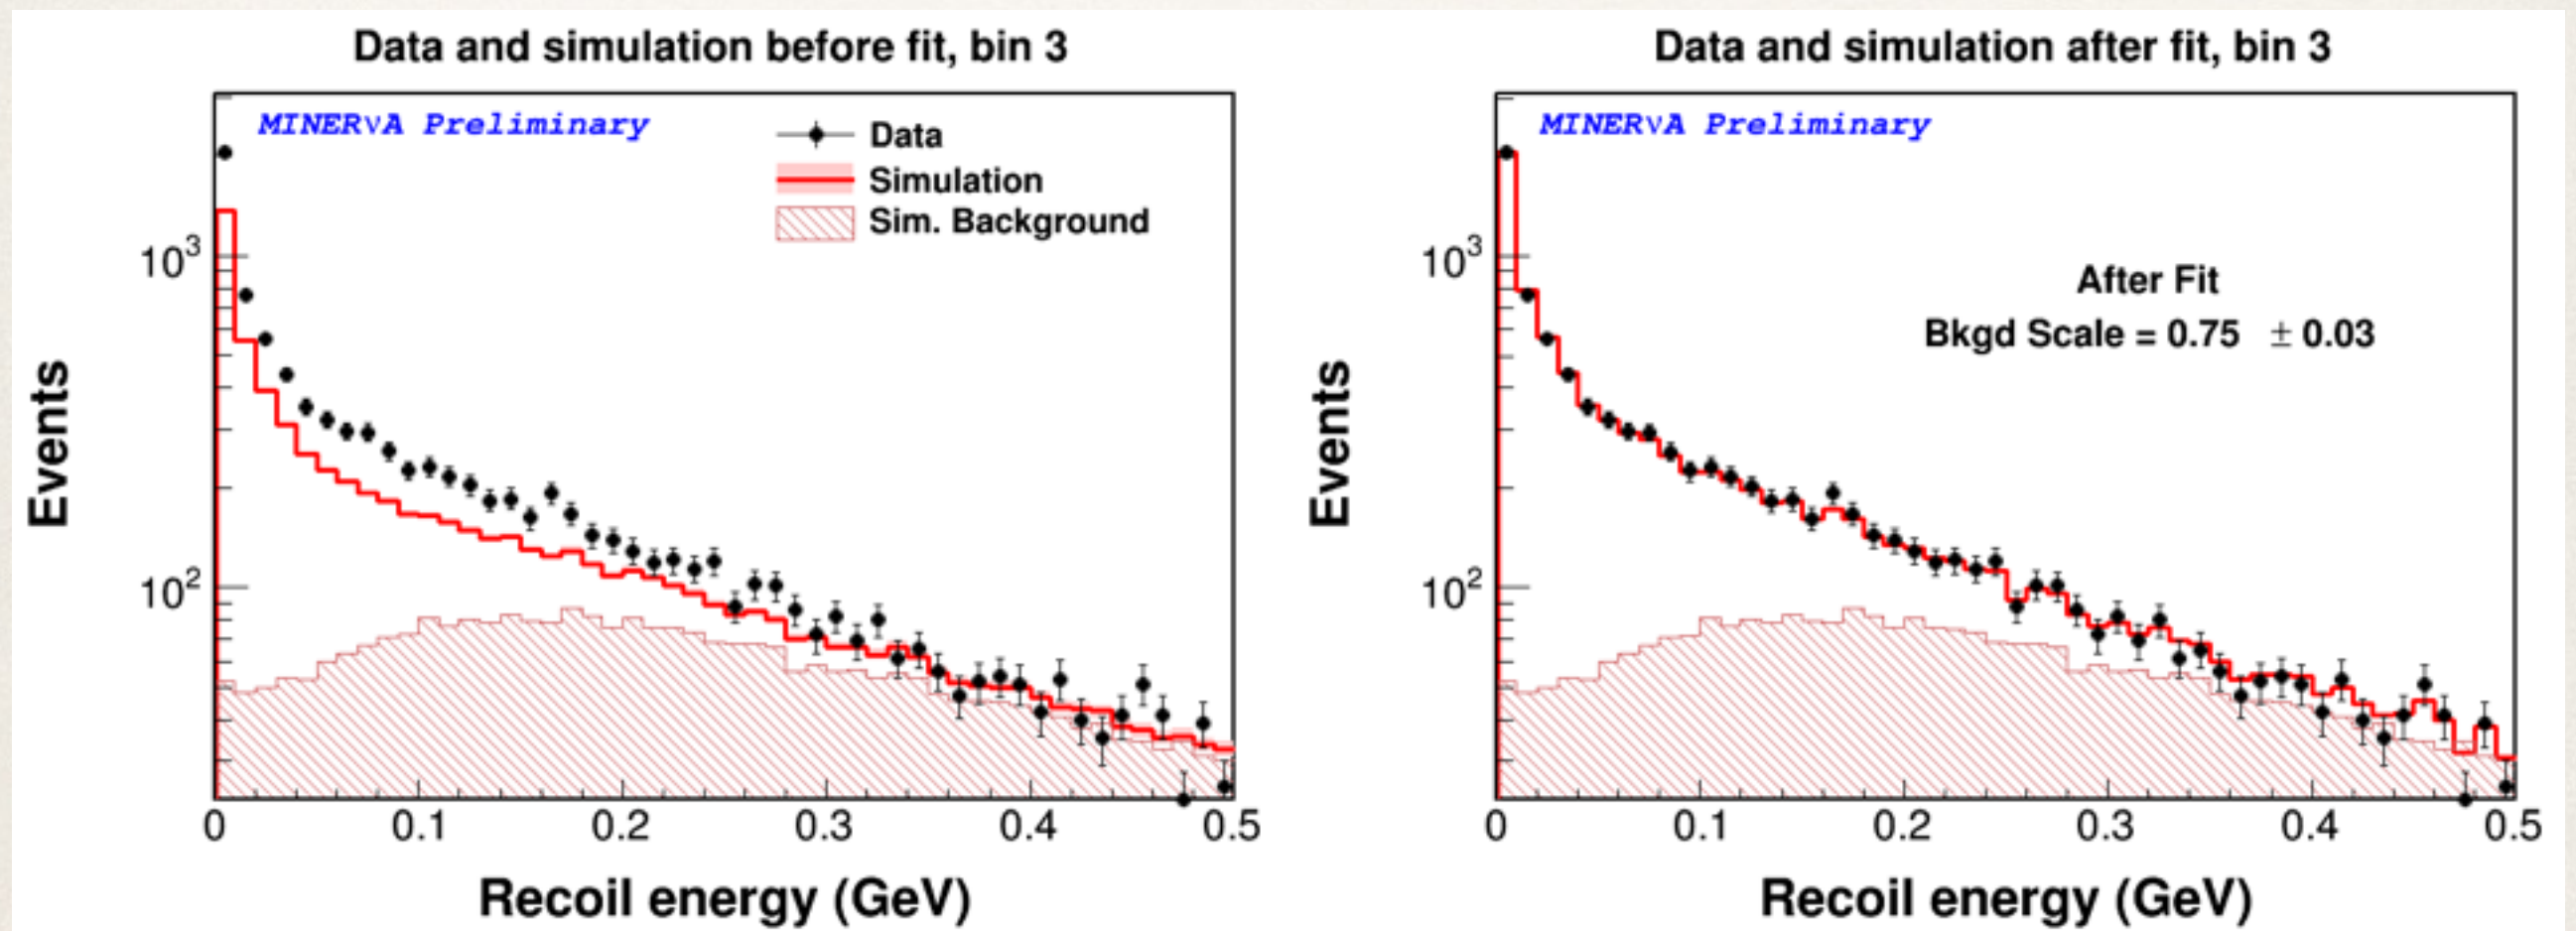 Data and simulation before fit, bin 3
MINERνA Preliminary
Data
Simulation
Sim. Background
Events
10³
10²
0 0.1 0.2 0.3 0.4 0.5
Recoil energy (GeV)
Data and simulation after fit, bin 3
MINERνA Preliminary
After Fit
Bkgd Scale = 0.75 ± 0.03
Events
10³
10²
0 0.1 0.2 0.3 0.4 0.5
Recoil energy (GeV)